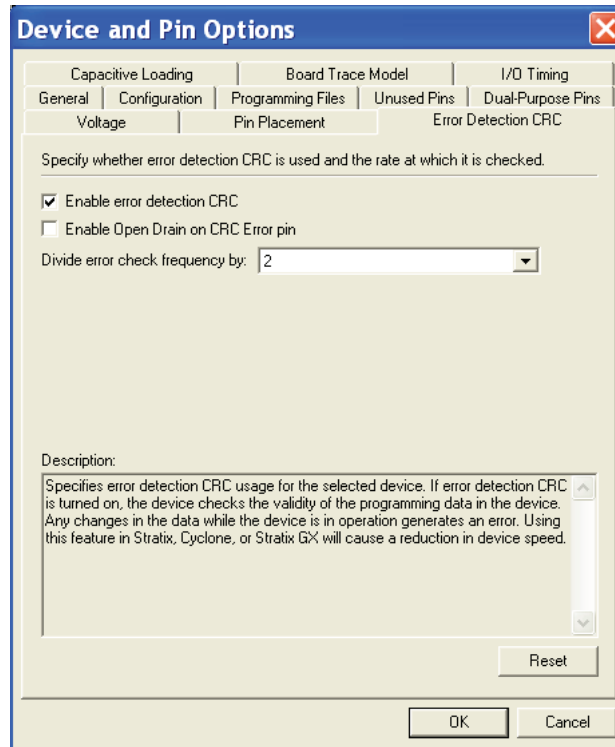 Device and Pin Options
Capacitive Loading Board Trace Model I/O Timing
General Configuration Programming Files Unused Pins Dual-Purpose Pins
Voltage Pin Placement Error Detection CRC
Specify whether error detection CRC is used and the rate at which it is checked.
Enable error detection CRC
Enable Open Drain on CRC Error pin
Divide error check frequency by: 2
Description:
Specifies error detection CRC usage for the selected device. If error detection CRC
is turned on, the device checks the validity of the programming data in the device.
Any changes in the data while the device is in operation generates an error. Using
this feature in Stratix, Cyclone, or Stratix GX will cause a reduction in device speed.
Reset
OK Cancel